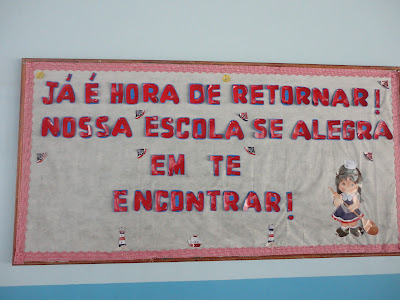 JÁ É HORA DE RETORNAR!
NOSSA ESCOLA SE ALEGRA
EM TE
ENCONTRAR!